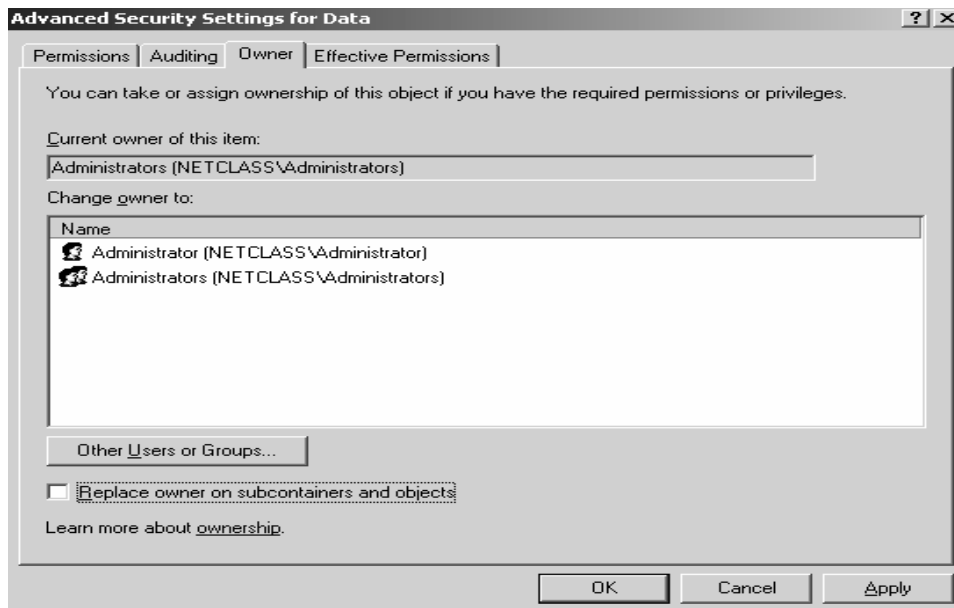 Advanced Security Settings for Data
Permissions Auditing Owner Effective Permissions
You can take or assign ownership of this object if you have the required permissions or privileges.
Current owner of this item:
Administrators (NETCLASS\Administrators)
Change owner to:
Name
Administrator (NETCLASS\Administrator)
Administrators (NETCLASS\Administrators)
Other Users or Groups...
Replace owner on subcontainers and objects
Learn more about ownership.
OK Cancel Apply